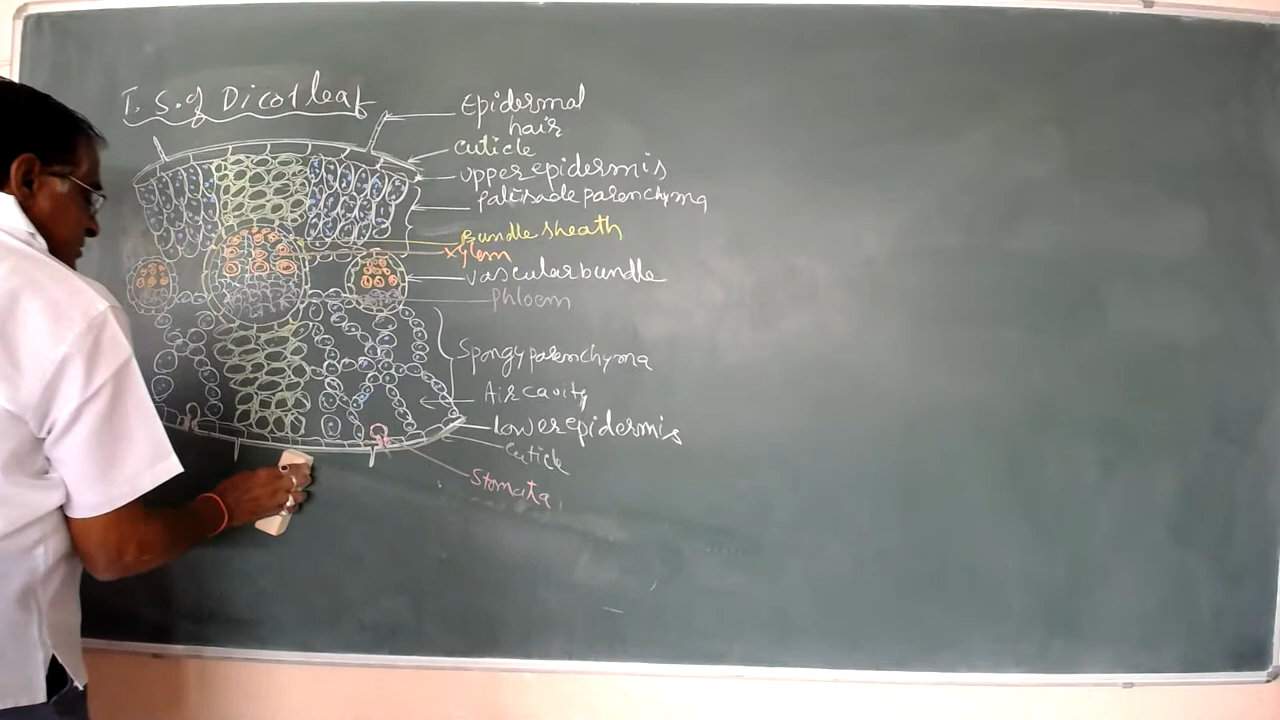 T. S. of Dicot leaf
Epidermal
hair
cuticle
upper epidermis
palisade parenchyma
Bundle sheath
xylem
vascular bundle
phloem
Spongy parenchyma
Air cavity
Lower epidermis
cuticle
Stomata